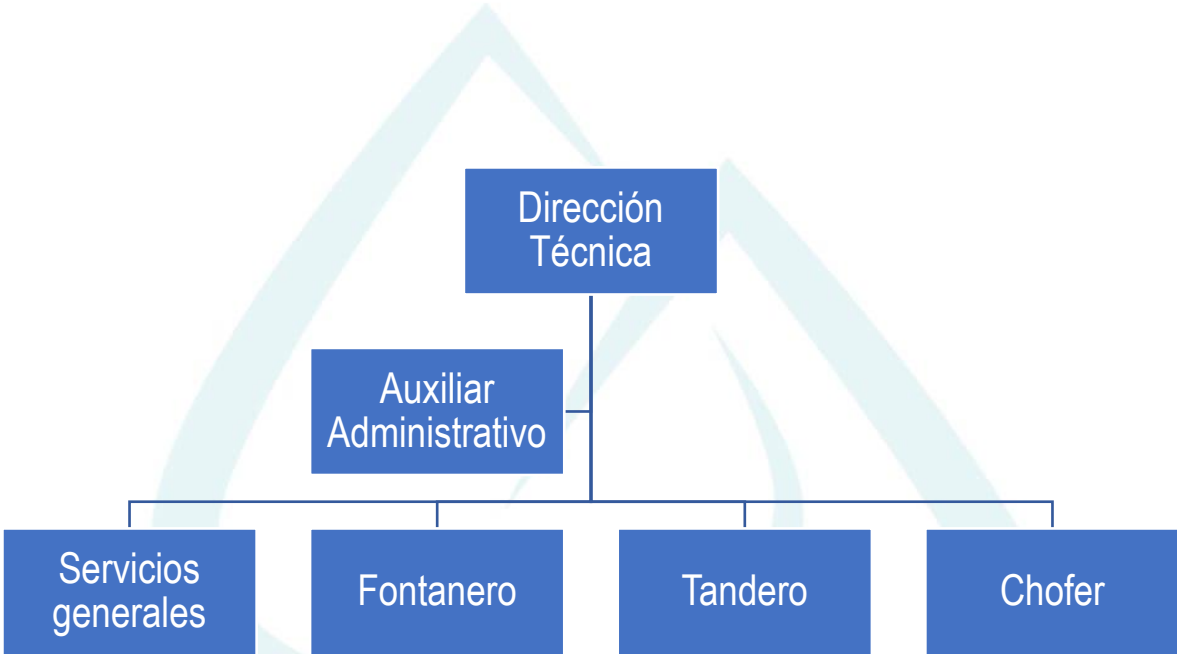 Dirección
Técnica
Auxiliar
Administrativo
Servicios
generales
Fontanero
Tandero
Chofer